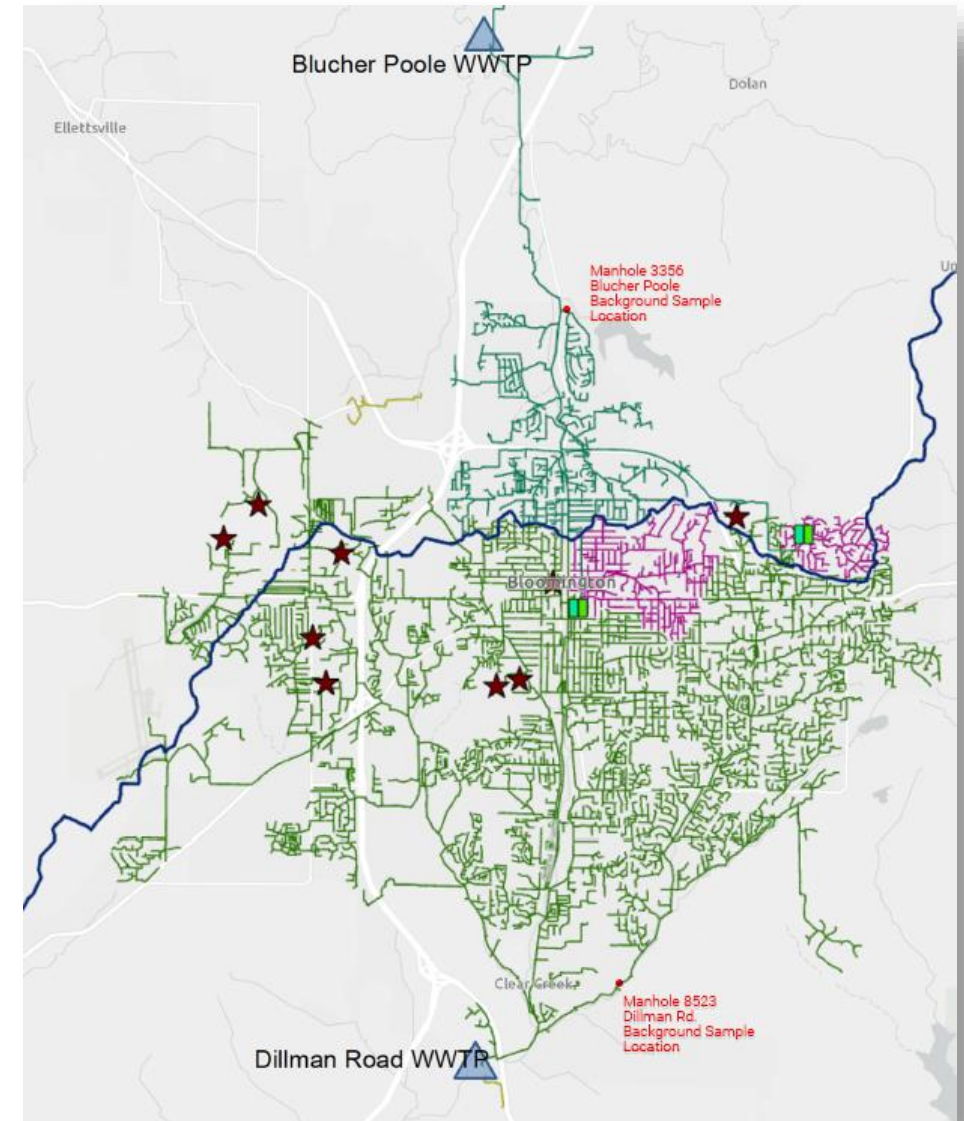 Blucher Poole WWTP
Dolan
Ellettsville
Un
Manhole 3356
Blucher Poole
Background Sample
Location
Bloomington
Clear Creek
Manhole 8523
Dillman Rd.
Background Sample
Location
Dillman Road WWTP